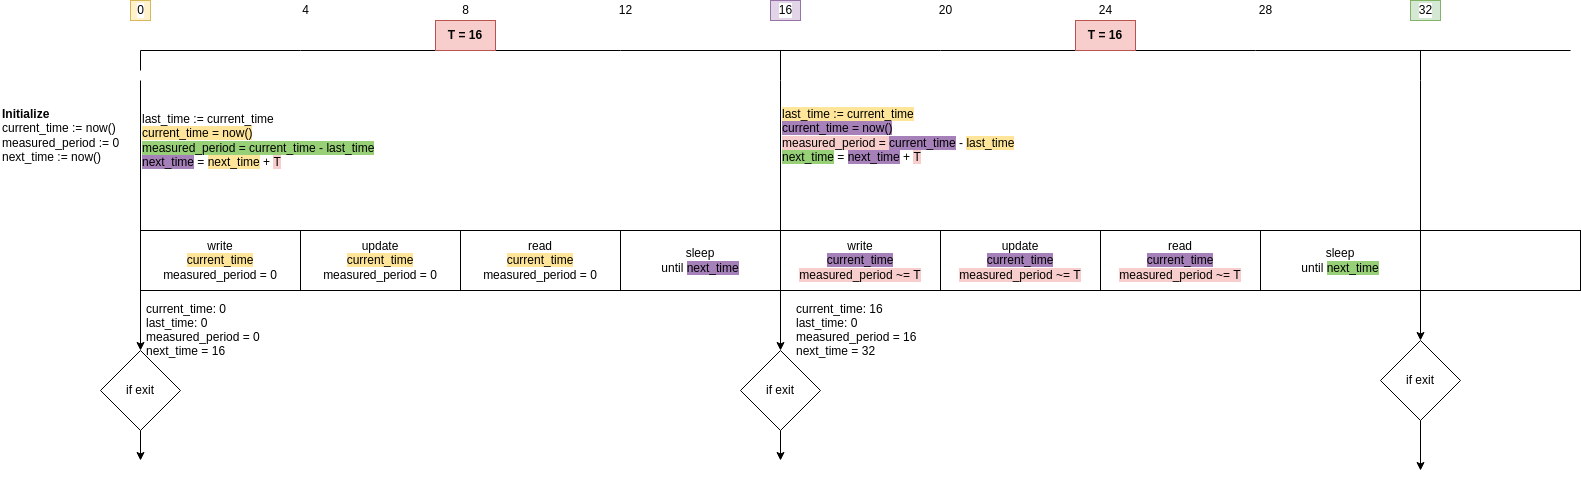 0 4 8 12 16 20 24 28 32
T = 16
T = 16
Initialize
current_time := now()
measured_period := 0
next_time := now()
last_time := current_time
current_time = now()
measured_period = current_time - last_time
next_time = next_time + T
last_time := current_time
current_time = now()
measured_period = current_time - last_time
next_time = next_time + T
write
current_time
measured_period = 0
update
current_time
measured_period = 0
read
current_time
measured_period = 0
sleep
until next_time
write
current_time
measured_period ~= T
update
current_time
measured_period ~= T
read
current_time
measured_period ~= T
sleep
until next_time
current_time: 0
last_time: 0
measured_period = 0
next_time = 16
current_time: 16
last_time: 0
measured_period = 16
next_time = 32
if exit
if exit
if exit